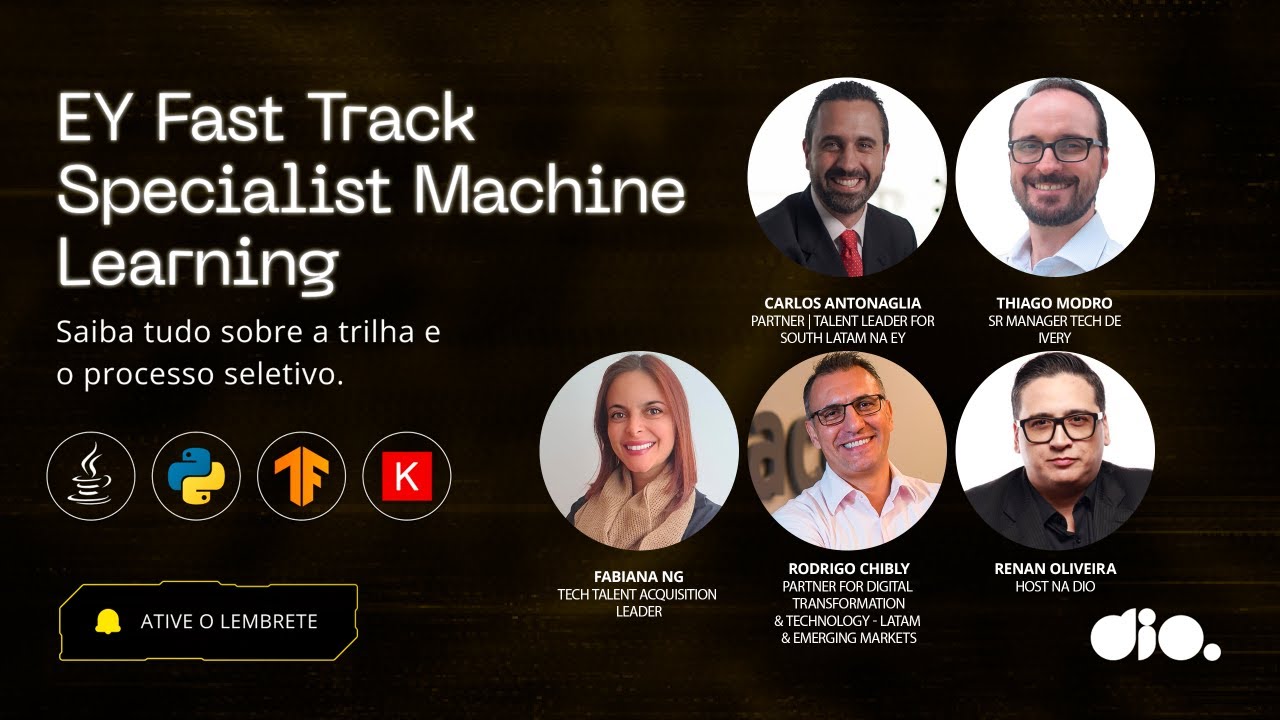 EY Fast Track
Specialist Machine
Learning
Saiba tudo sobre a trilha e
o processo seletivo.
K
ATIVE O LEMBRETE
CARLOS ANTONAGLIA
PARTNER | TALENT LEADER FOR
SOUTH LATAM NA EY
THIAGO MODRO
SR MANAGER TECH DE
IVERY
FABIANA NG
TECH TALENT ACQUISITION
LEADER
RODRIGO CHIBLY
PARTNER FOR DIGITAL
TRANSFORMATION
& TECHNOLOGY - LATAM
& EMERGING MARKETS
RENAN OLIVEIRA
HOST NA DIO
dio.